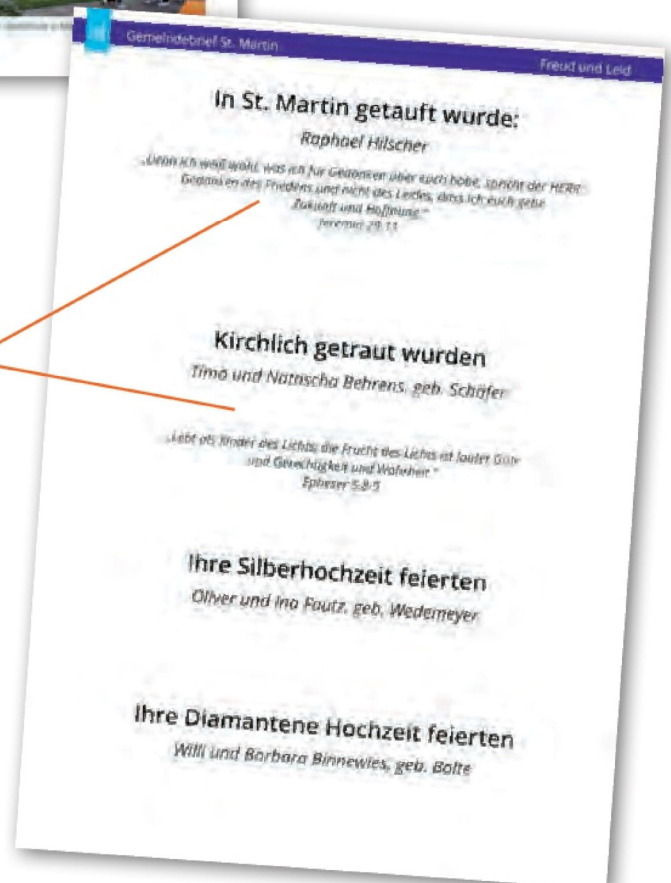 Gemeindebrief St. Martin
Freud und Leid
In St. Martin getauft wurde:
Raphael Hilscher
„Denn ich weiß wohl, was ich für Gedanken über euch habe, spricht der HERR:
Gedanken des Friedens und nicht des Leides, dass ich euch gebe
Zukunft und Hoffnung."
Jeremia 29,11
Kirchlich getraut wurden
Timo und Natascha Behrens, geb. Schäfer
„Lebt als Kinder des Lichts; die Frucht des Lichts ist lauter Güte
und Gerechtigkeit und Wahrheit."
Epheser 5,8-9
Ihre Silberhochzeit feierten
Oliver und Ina Fautz, geb. Wedemeyer
Ihre Diamantene Hochzeit feierten
Willi und Barbara Binnewies, geb. Bolte